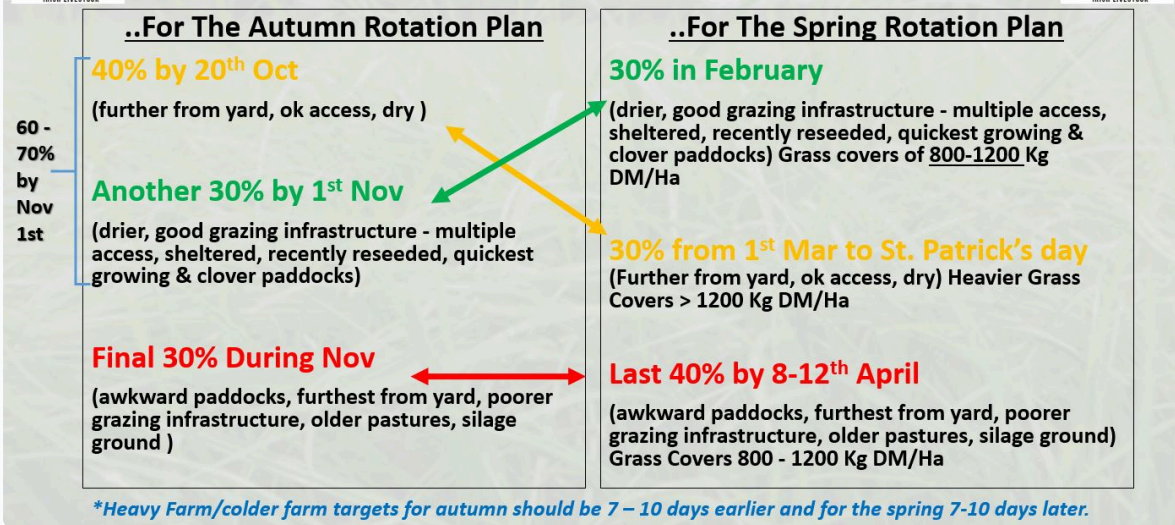 ..For The Autumn Rotation Plan
40% by 20th Oct
(further from yard, ok access, dry )
60 -
70%
by
Nov
1st
Another 30% by 1st Nov
(drier, good grazing infrastructure - multiple
access, sheltered, recently reseeded, quickest
growing & clover paddocks)
Final 30% During Nov
(awkward paddocks, furthest from yard, poorer
grazing infrastructure, older pastures, silage
ground )
..For The Spring Rotation Plan
30% in February
(drier, good grazing infrastructure - multiple access,
sheltered, recently reseeded, quickest growing &
clover paddocks) Grass covers of 800-1200 Kg
DM/Ha
30% from 1st Mar to St. Patrick's day
(Further from yard, ok access, dry) Heavier Grass
Covers > 1200 Kg DM/Ha
Last 40% by 8-12th April
(awkward paddocks, furthest from yard, poorer
grazing infrastructure, older pastures, silage ground)
Grass Covers 800 - 1200 Kg DM/Ha
*Heavy Farm/colder farm targets for autumn should be 7 – 10 days earlier and for the spring 7-10 days later.